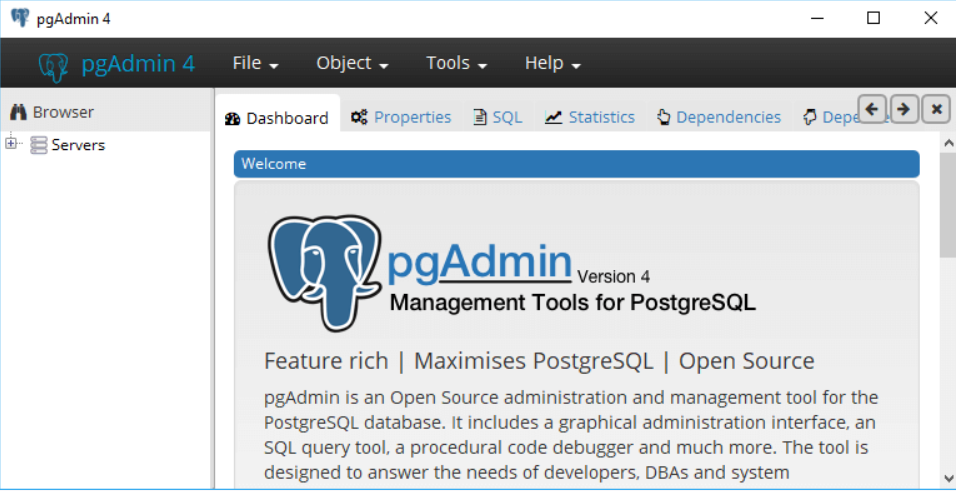 pgAdmin 4
pgAdmin 4 File Object Tools Help
Browser
Dashboard Properties SQL Statistics Dependencies
Servers
Welcome
pgAdmin Version 4
Management Tools for PostgreSQL
Feature rich | Maximises PostgreSQL | Open Source
pgAdmin is an Open Source administration and management tool for the
PostgreSQL database. It includes a graphical administration interface, an
SQL query tool, a procedural code debugger and much more. The tool is
designed to answer the needs of developers, DBAs and system